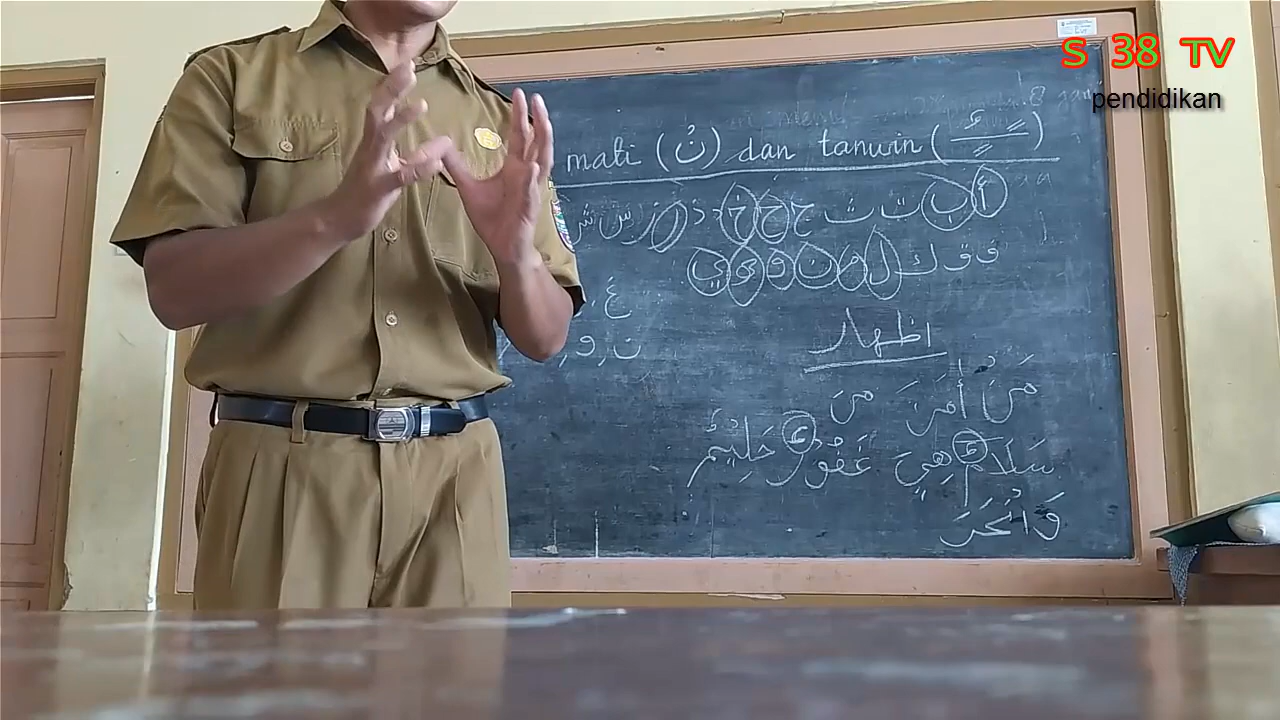 S 38 TV
pendidikan
mati (نْ) dan tanwin (ـًـٍـٌ)
أ ب ت ث ج ح خ د ذ ر ز س ش
ف ق ك ل م ن و ء ي
غ
ن و
اظهار
مَنْ أَمَرَ مَنْ
سَلَامٌ هِيَ غَفُوْرٌ حَلِيْمٌ
وَانْحَرْ